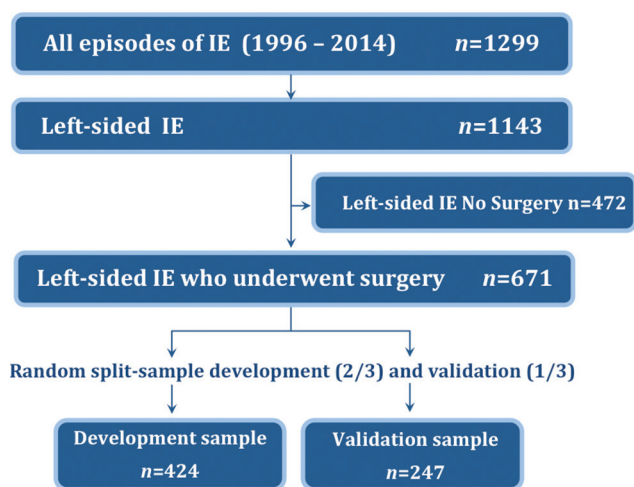 All episodes of IE (1996 – 2014) n=1299
Left-sided IE n=1143
Left-sided IE No Surgery n=472
Left-sided IE who underwent surgery n=671
Random split-sample development (2/3) and validation (1/3)
Development sample
n=424
Validation sample
n=247